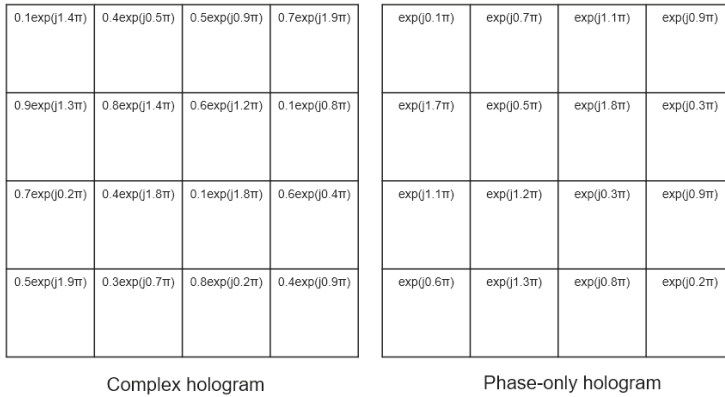 0.1exp(j1.4π) 0.4exp(j0.5π) 0.5exp(j0.9π) 0.7exp(j1.9π) exp(j0.1π) exp(j0.7π) exp(j1.1π) exp(j0.9π)
0.9exp(j1.3π) 0.8exp(j1.4π) 0.6exp(j1.2π) 0.1exp(j0.8π) exp(j1.7π) exp(j0.5π) exp(j1.8π) exp(j0.3π)
0.7exp(j0.2π) 0.4exp(j1.8π) 0.1exp(j1.8π) 0.6exp(j0.4π) exp(j1.1π) exp(j1.2π) exp(j0.3π) exp(j0.9π)
0.5exp(j1.9π) 0.3exp(j0.7π) 0.8exp(j0.2π) 0.4exp(j0.9π) exp(j0.6π) exp(j1.3π) exp(j0.8π) exp(j0.2π)
Complex hologram Phase-only hologram